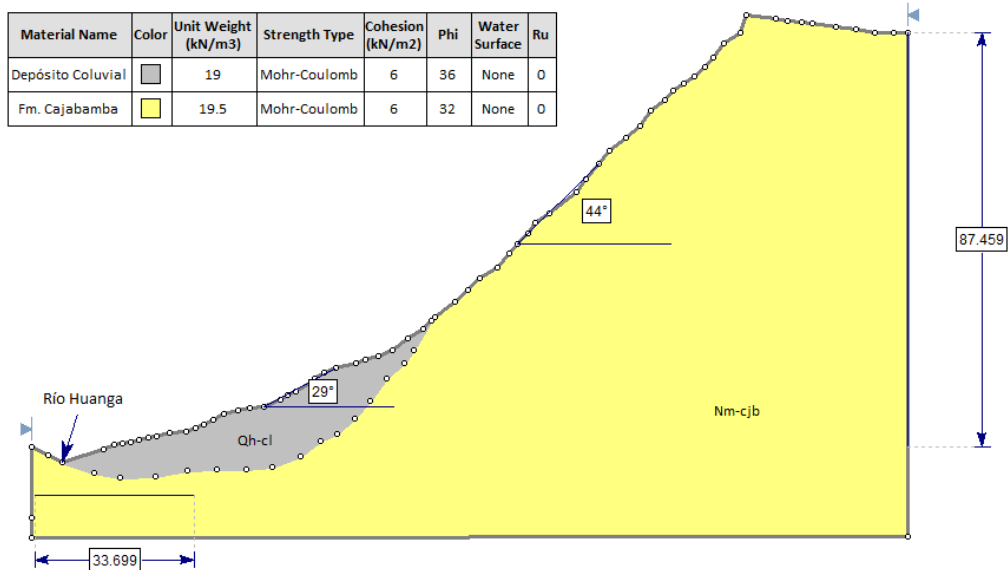 Material Name Color Unit Weight (kN/m3) Strength Type Cohesion (kN/m2) Phi Water Surface Ru
Depósito Coluvial 19 Mohr-Coulomb 6 36 None 0
Fm. Cajabamba 19.5 Mohr-Coulomb 6 32 None 0
44°
87.459
29°
Río Huanga
Nm-cjb
Qh-cl
33.699